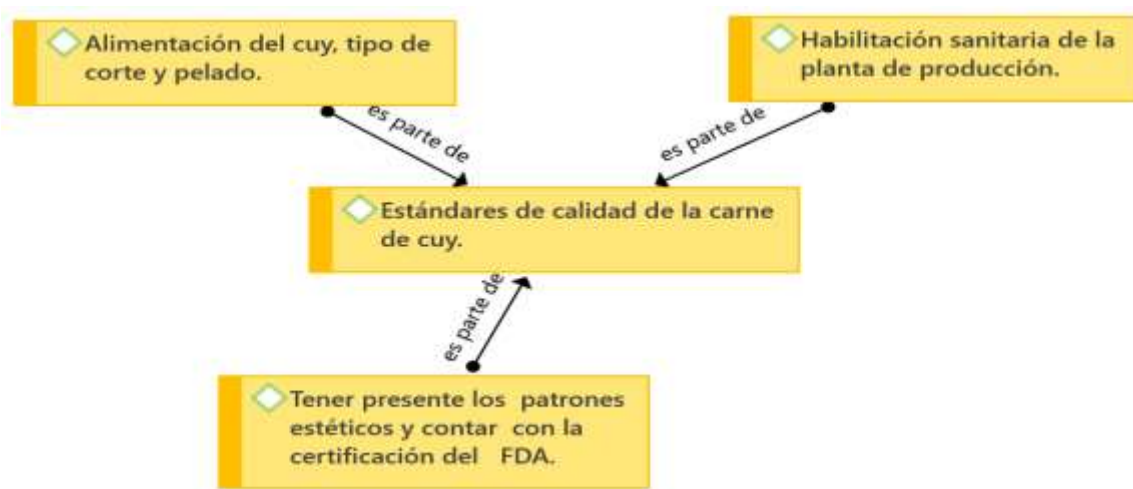 Alimentación del cuy, tipo de
corte y pelado.
Habilitación sanitaria de la
planta de producción.
es parte de
es parte de
Estándares de calidad de la carne
de cuy.
es parte de
Tener presente los patrones
estéticos y contar con la
certificación del FDA.